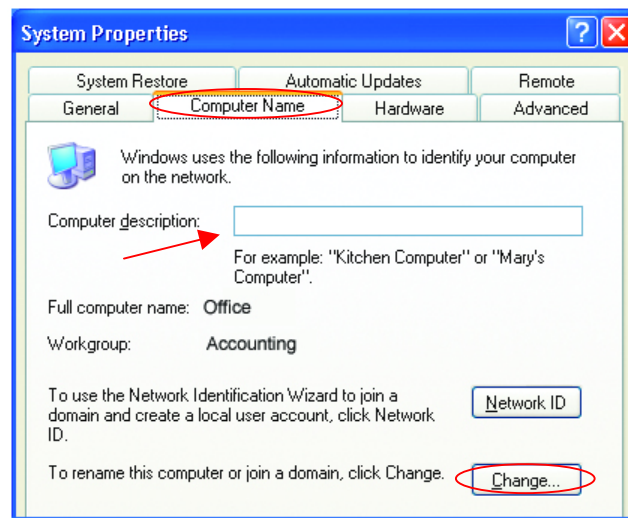 System Properties
System Restore Automatic Updates Remote
General Computer Name Hardware Advanced
Windows uses the following information to identify your computer
on the network.
Computer description:
For example: "Kitchen Computer" or "Mary's
Computer".
Full computer name: Office
Workgroup: Accounting
To use the Network Identification Wizard to join a
domain and create a local user account, click Network
ID.
Network ID
To rename this computer or join a domain, click Change.
Change...